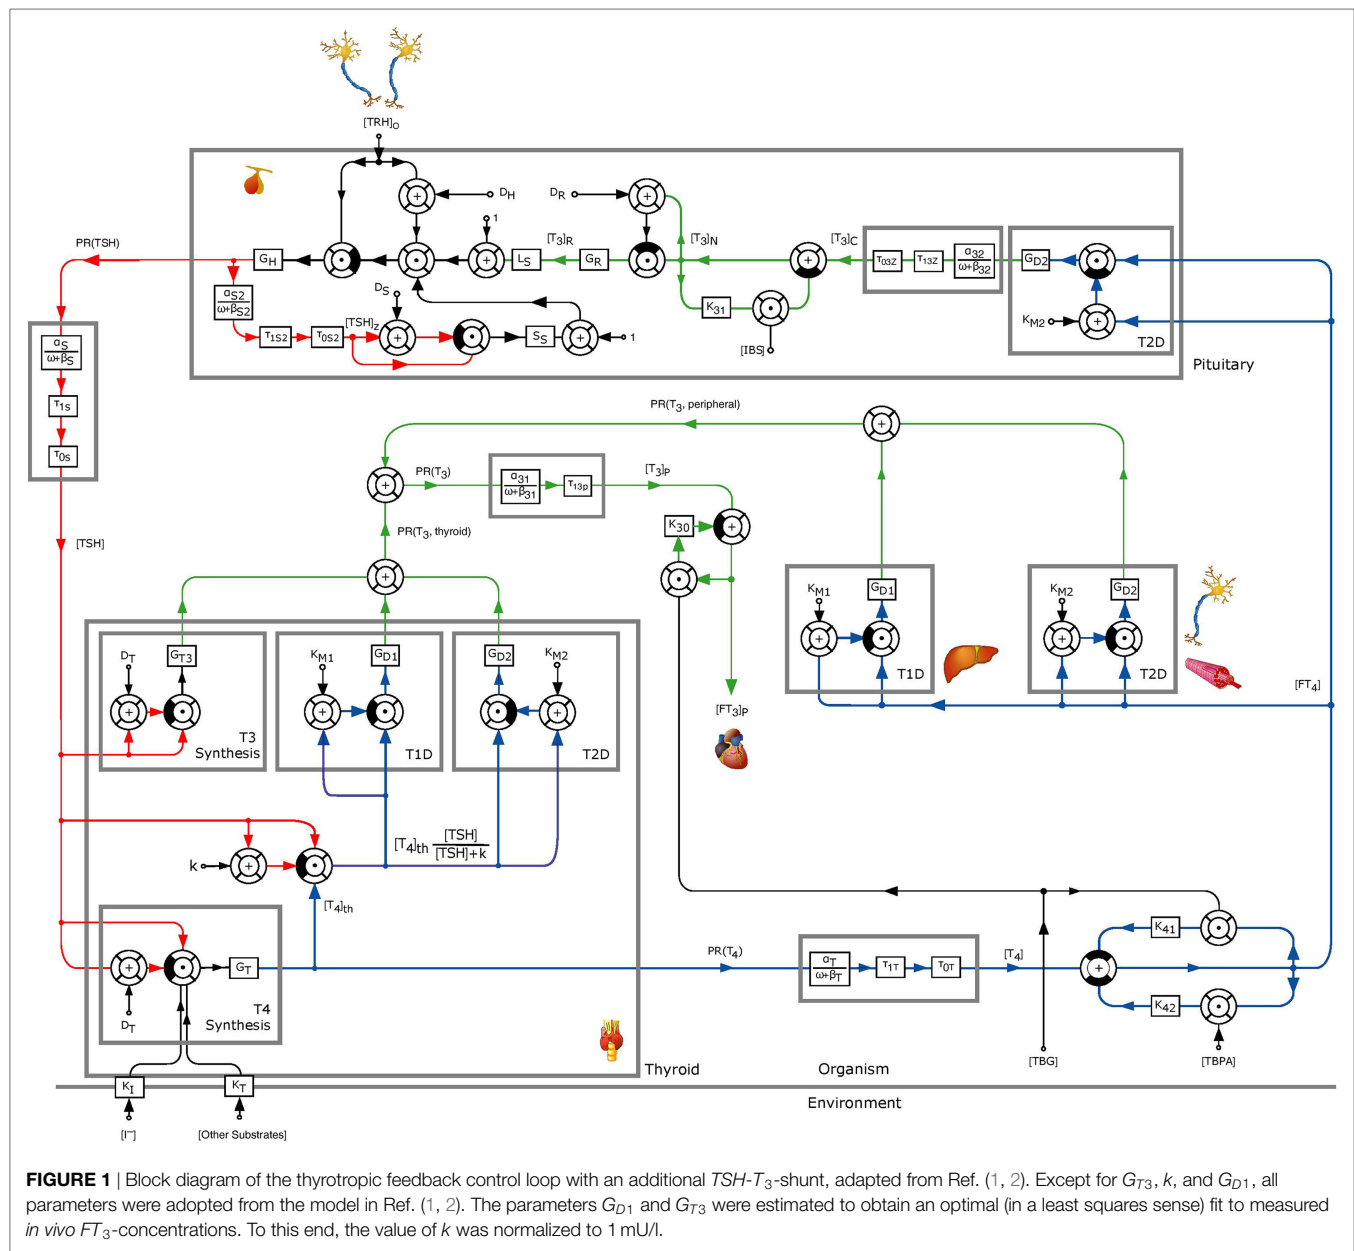 [TRH]O
DH
DR
1
[T3]R
[T3]N
[T3]C
PR(TSH)
GH
LS
GR
τ03Z
τ13Z
α32
ω+β32
GD2
αS2
ω+βS2
DS
K31
KM2
τ1S2
τ0S2
[TSH]Z
SS
1
[IBS]
T2D
Pituitary
αS
ω+βS
τ1s
τ0s
PR(T3, peripheral)
PR(T3)
α31
ω+β31
τ13p
[T3]P
K30
PR(T3, thyroid)
[TSH]
KM1
GD1
KM2
GD2
T1D
T2D
[FT4]
DT
GT3
KM1
GD1
GD2
KM2
T3
Synthesis
T1D
T2D
[FT3]P
[T4]th [TSH]
[TSH]+k
k
[T4]th
GT
DT
T4
Synthesis
PR(T4)
αT
ω+βT
τ1T
τ0T
[T4]
K41
K42
[TBG]
[TBPA]
Thyroid
Organism
Environment
KI
KT
[I−]
[Other Substrates]
FIGURE 1 | Block diagram of the thyrotropic feedback control loop with an additional TSH-T3-shunt, adapted from Ref. (1, 2). Except for GT3, k, and GD1, all
parameters were adopted from the model in Ref. (1, 2). The parameters GD1 and GT3 were estimated to obtain an optimal (in a least squares sense) fit to measured
in vivo FT3-concentrations. To this end, the value of k was normalized to 1 mU/l.